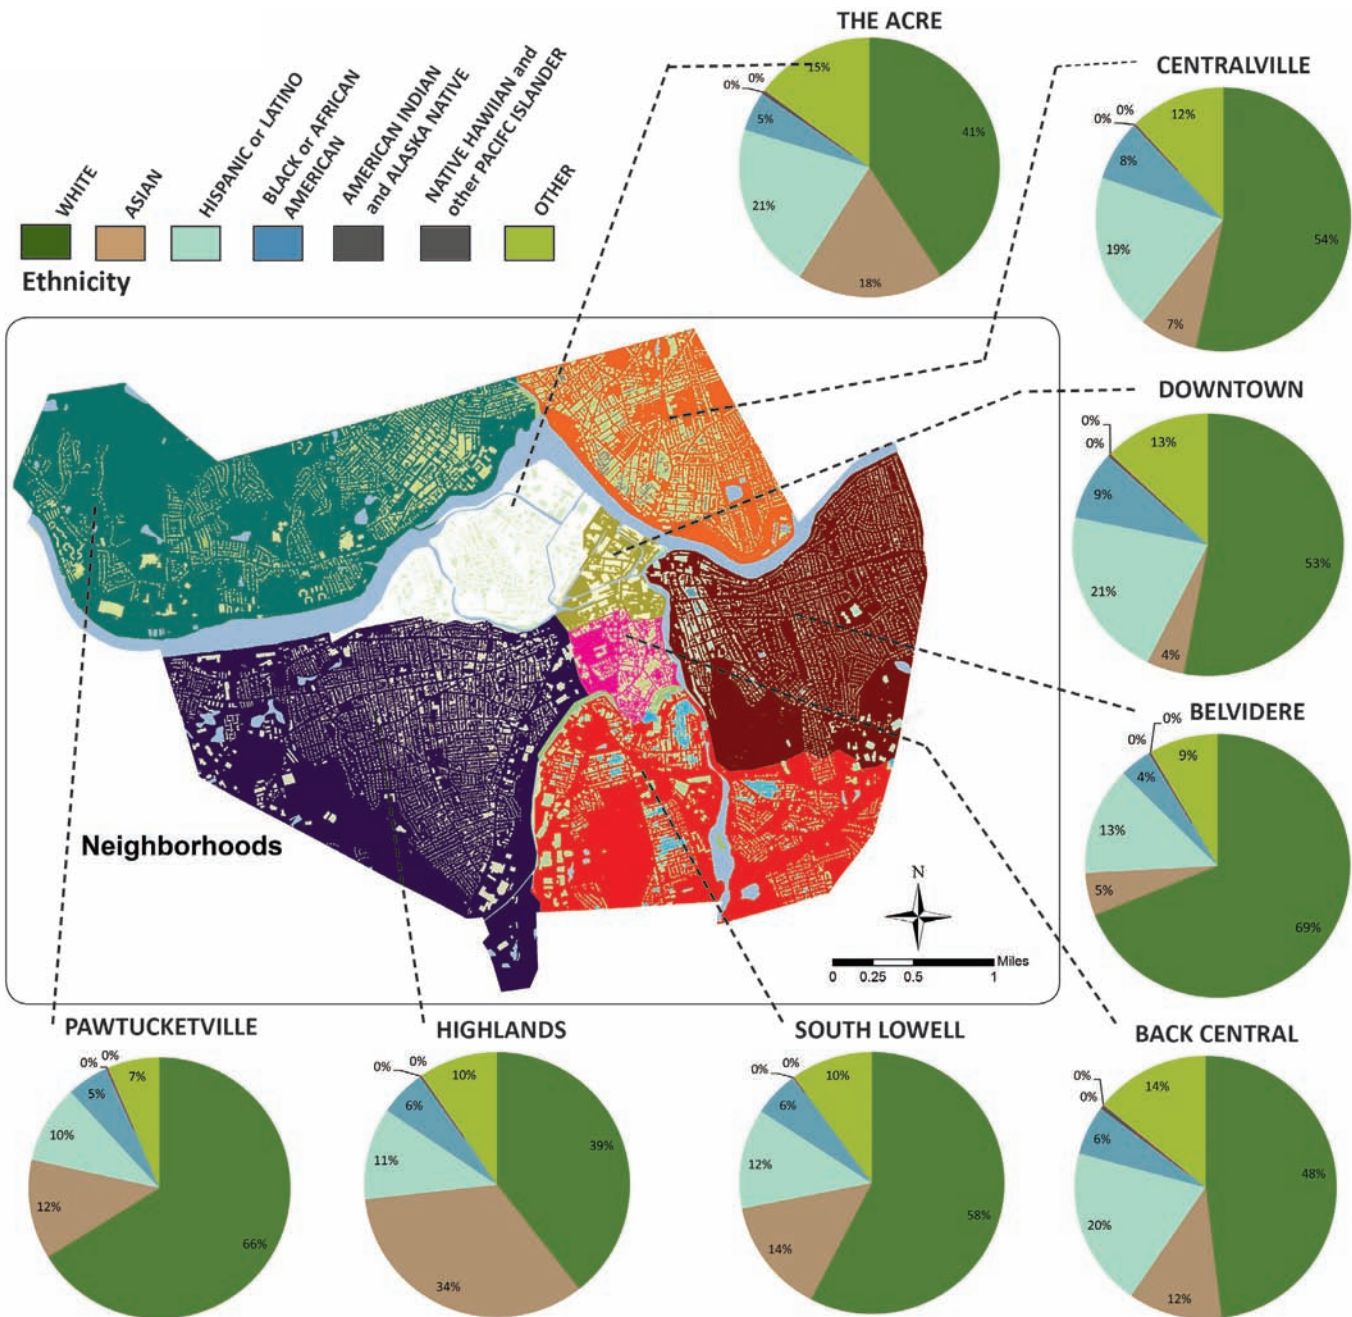 THE ACRE
15%
0%
0%
5%
41%
21%
18%
CENTRALVILLE
0%
0%
12%
8%
54%
19%
7%
WHITE
ASIAN
HISPANIC or LATINO
BLACK or AFRICAN
AMERICAN
AMERICAN INDIAN
and ALASKA NATIVE
NATIVE HAWIIAN and
other PACIFIC ISLANDER
OTHER
Ethnicity
DOWNTOWN
0%
0%
13%
9%
53%
21%
4%
BELVIDERE
0%
0%
9%
4%
13%
5%
69%
Neighborhoods
N
Miles
0 0.25 0.5 1
PAWTUCKETVILLE
0%
0%
7%
5%
10%
12%
66%
HIGHLANDS
0%
0%
10%
6%
39%
11%
34%
SOUTH LOWELL
0%
0%
10%
6%
12%
58%
14%
BACK CENTRAL
0%
0%
14%
6%
48%
20%
12%